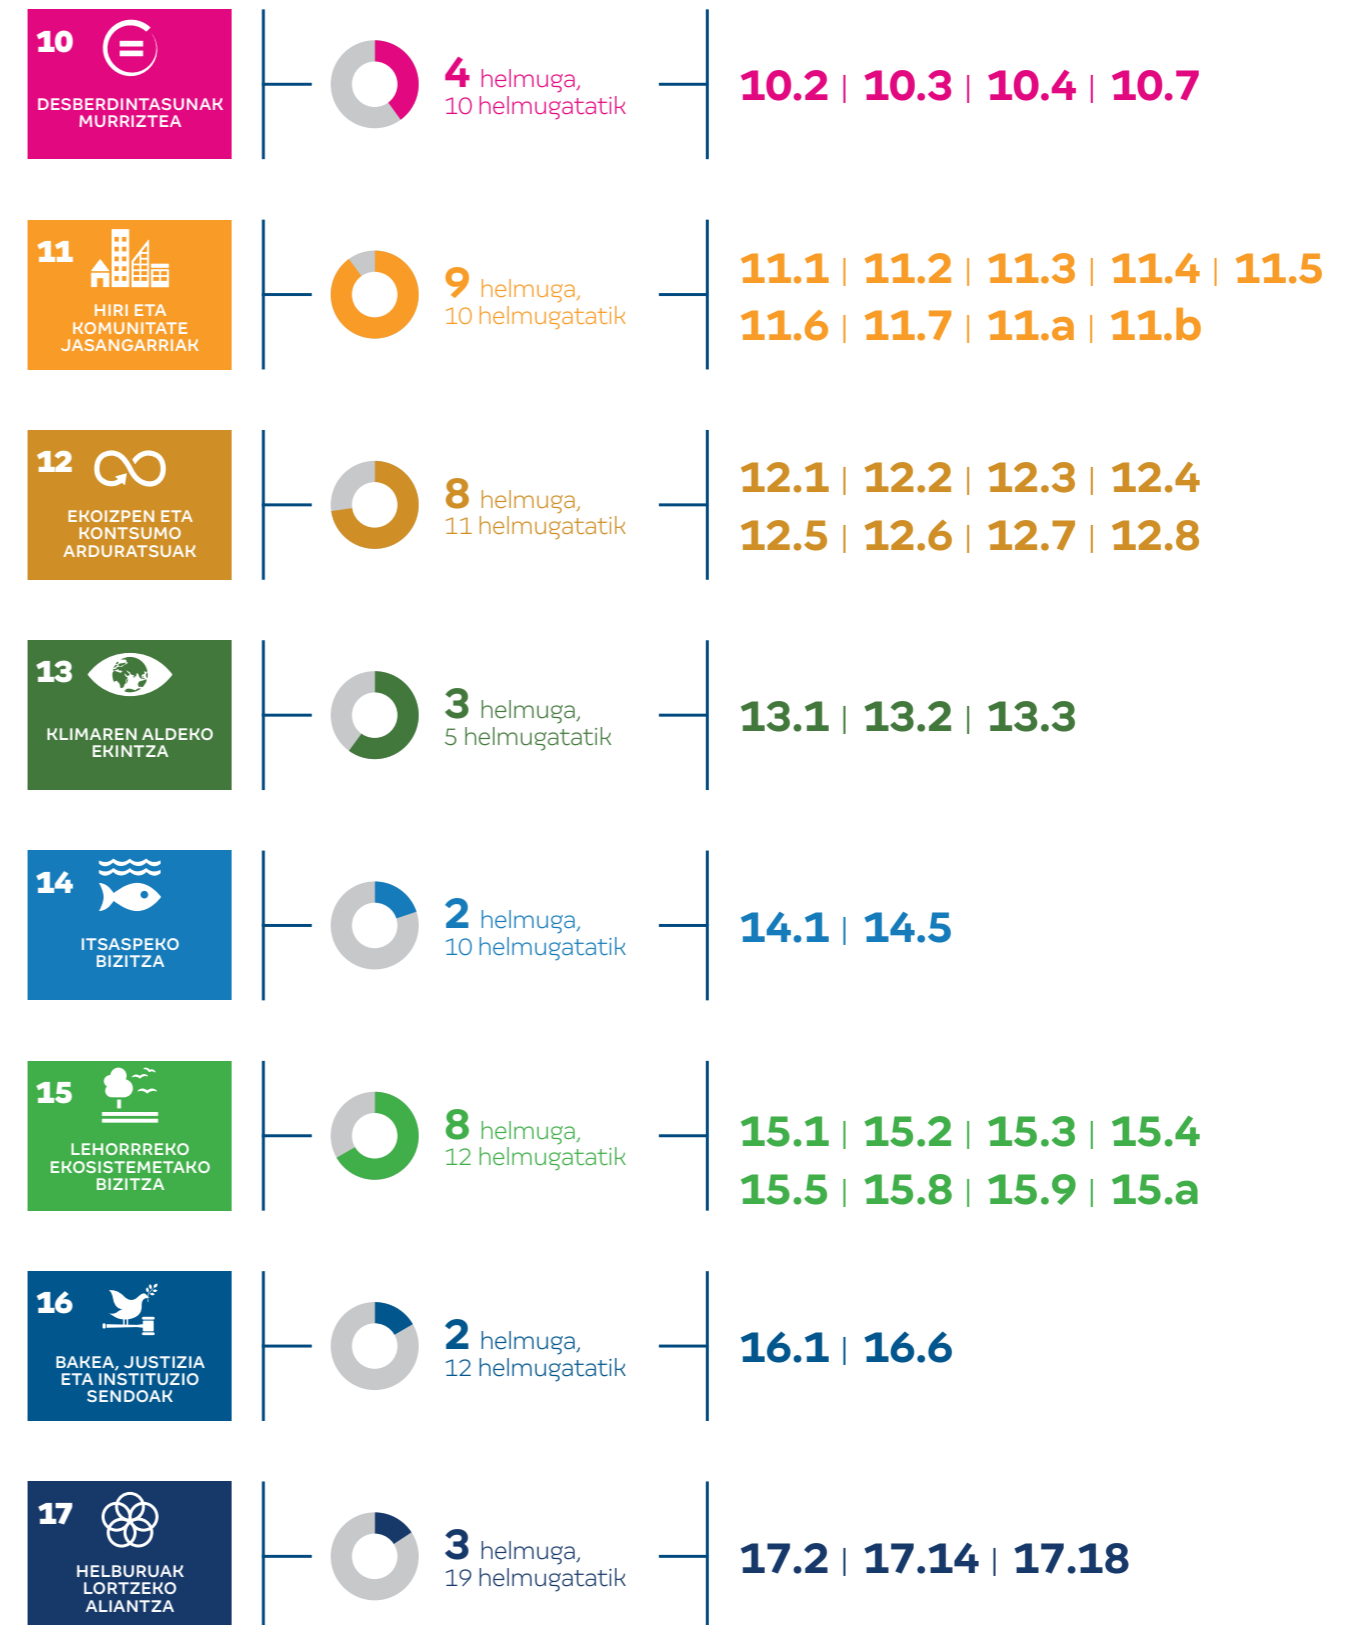 10
DESBERDINTASUNAK
MURRIZTEA
4 helmuga,
10 helmugatatik
10.2 | 10.3 | 10.4 | 10.7
11
HIRI ETA
KOMUNITATE
JASANGARRIAK
9 helmuga,
10 helmugatatik
11.1 | 11.2 | 11.3 | 11.4 | 11.5
11.6 | 11.7 | 11.a | 11.b
12
EKOIZPEN ETA
KONTSUMO
ARDURATSUAK
8 helmuga,
11 helmugatatik
12.1 | 12.2 | 12.3 | 12.4
12.5 | 12.6 | 12.7 | 12.8
13
KLIMAREN ALDEKO
EKINTZA
3 helmuga,
5 helmugatatik
13.1 | 13.2 | 13.3
14
ITSASPEKO
BIZITZA
2 helmuga,
10 helmugatatik
14.1 | 14.5
15
LEHORRREKO
EKOSISTEMETAKO
BIZITZA
8 helmuga,
12 helmugatatik
15.1 | 15.2 | 15.3 | 15.4
15.5 | 15.8 | 15.9 | 15.a
16
BAKEA, JUSTIZIA
ETA INSTITUZIO
SENDOAK
2 helmuga,
12 helmugatatik
16.1 | 16.6
17
HELBURUAK
LORTZEKO
ALIANTZA
3 helmuga,
19 helmugatatik
17.2 | 17.14 | 17.18